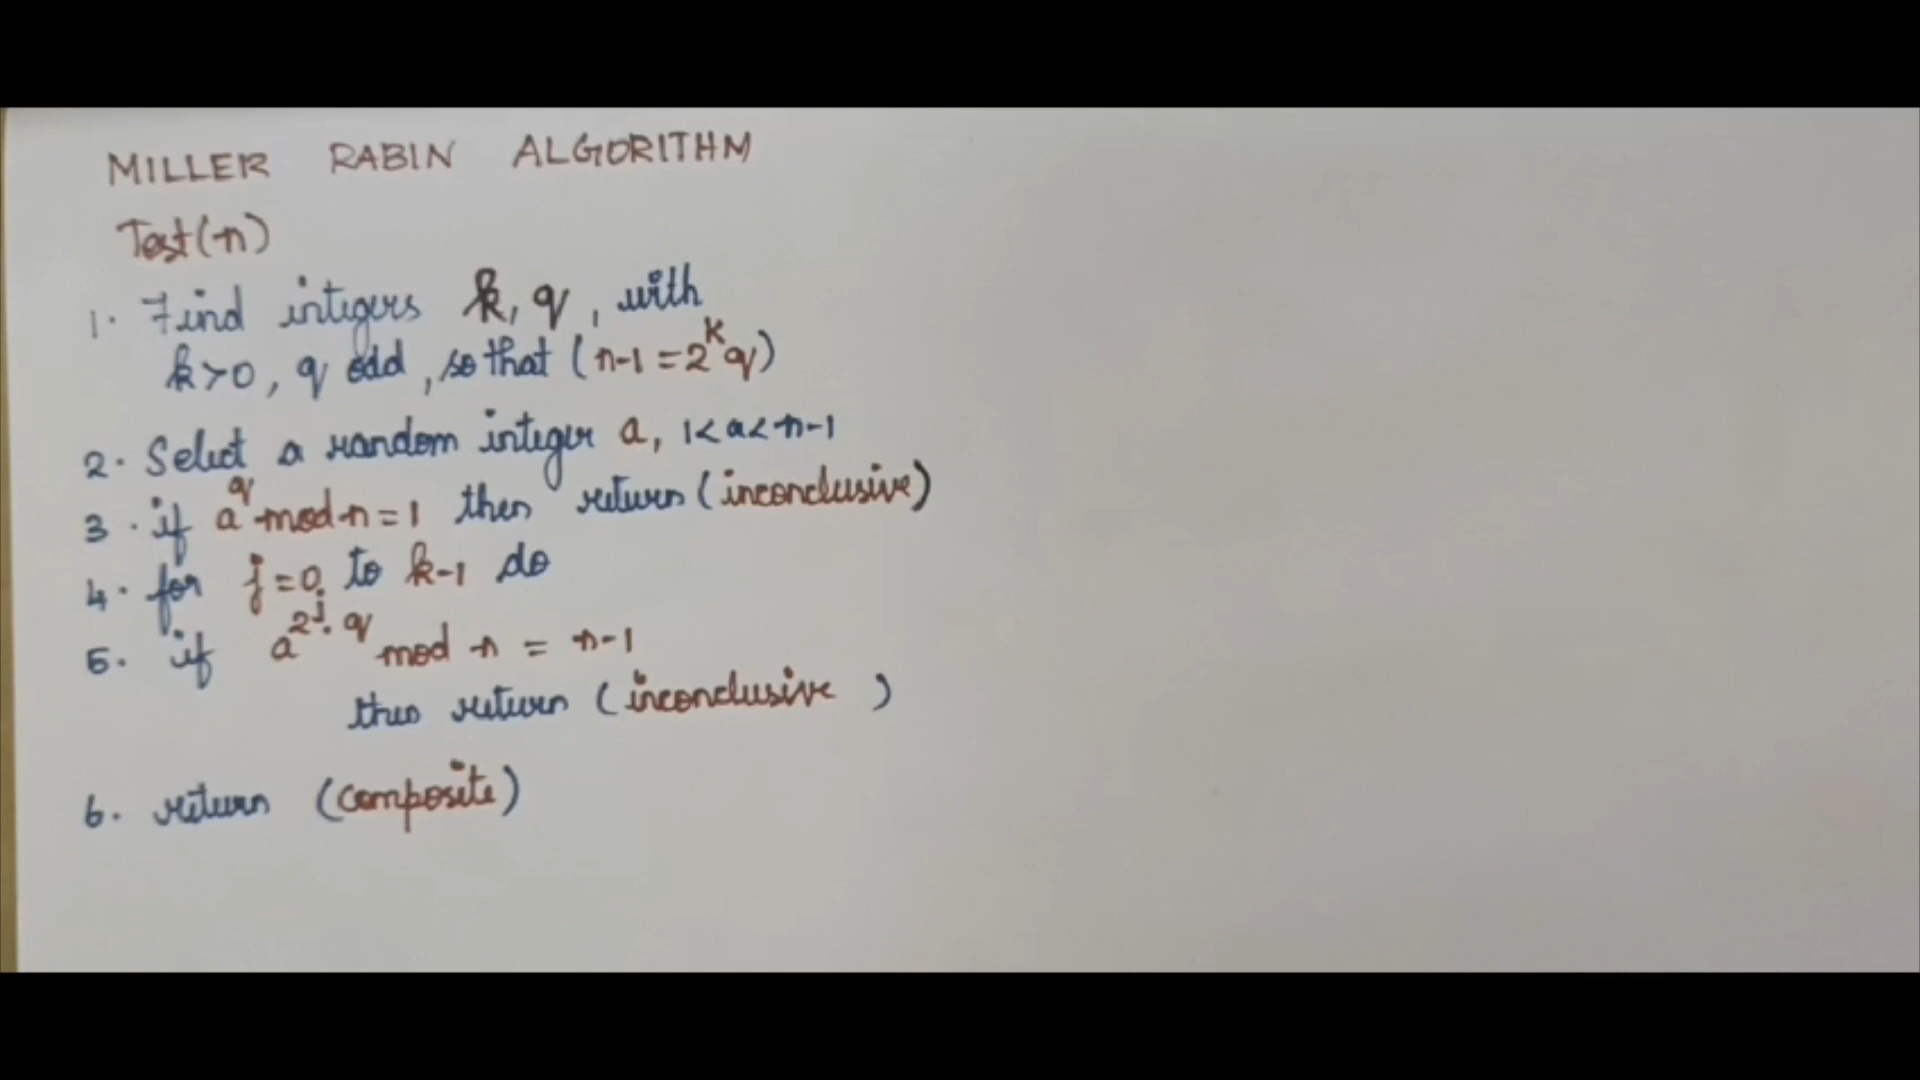 MILLER RABIN ALGORITHM
Test(n)
1. Find integers k, q, with
k>0, q odd, so that (n-1=2^k q)
2. Select a random integer a, 1<a<n-1
3. if a^q mod n=1 then return (inconclusive)
4. for j=0 to k-1 do
5. if a^{2^j.q} mod n = n-1
then return (inconclusive )
6. return (composite)